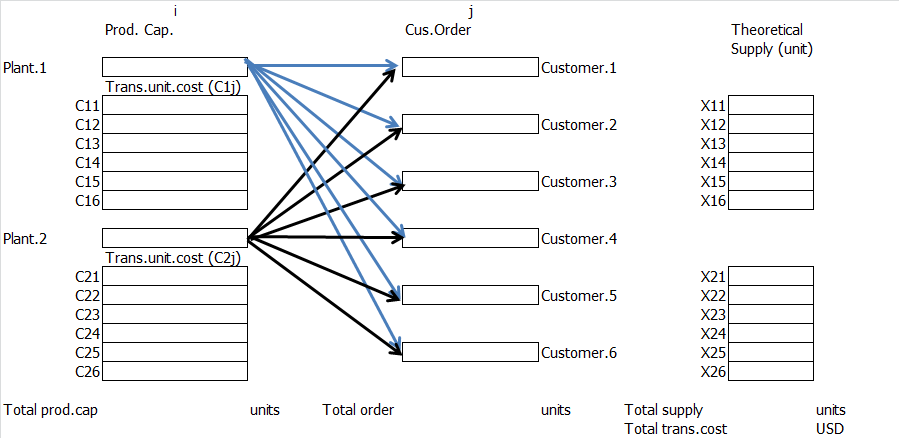 i j
Prod. Cap. Cus.Order Theoretical
Supply (unit)
Plant.1 Customer.1
Trans.unit.cost (C1j)
C11 X11
C12 Customer.2 X12
C13 X13
C14 X14
C15 Customer.3 X15
C16 X16
Plant.2 Customer.4
Trans.unit.cost (C2j)
C21 X21
C22 Customer.5 X22
C23 X23
C24 X24
C25 Customer.6 X25
C26 X26
Total prod.cap units Total order units Total supply units
Total trans.cost USD